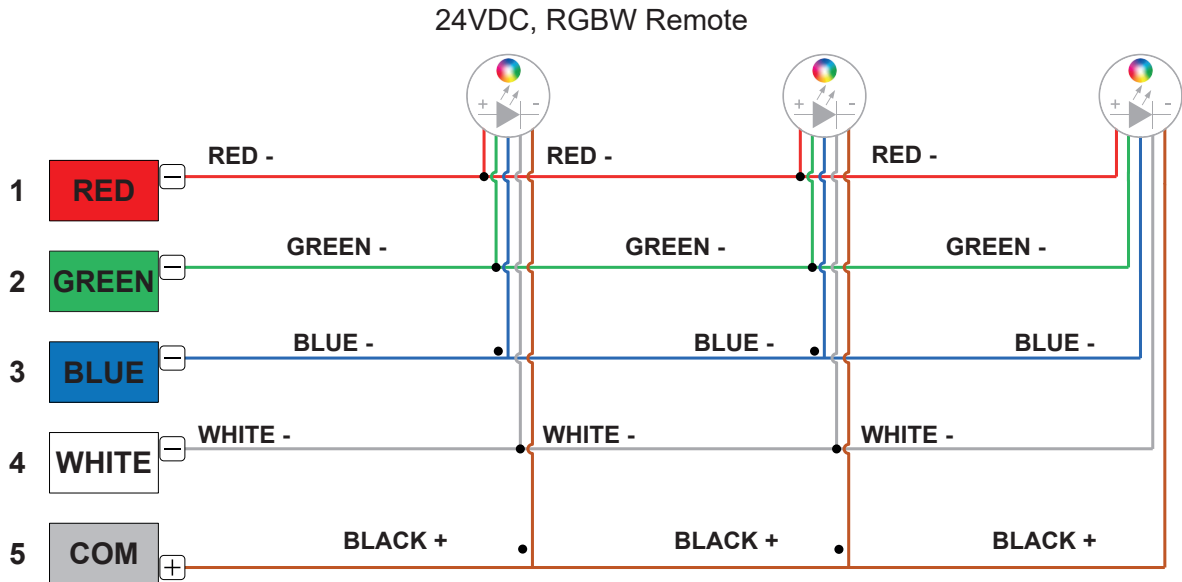 24VDC, RGBW Remote
+ - + - + -
RED - RED - RED -
1 RED −
GREEN - GREEN - GREEN -
2 GREEN −
BLUE - BLUE - BLUE -
3 BLUE −
WHITE - WHITE - WHITE -
4 WHITE −
BLACK + BLACK + BLACK +
5 COM +